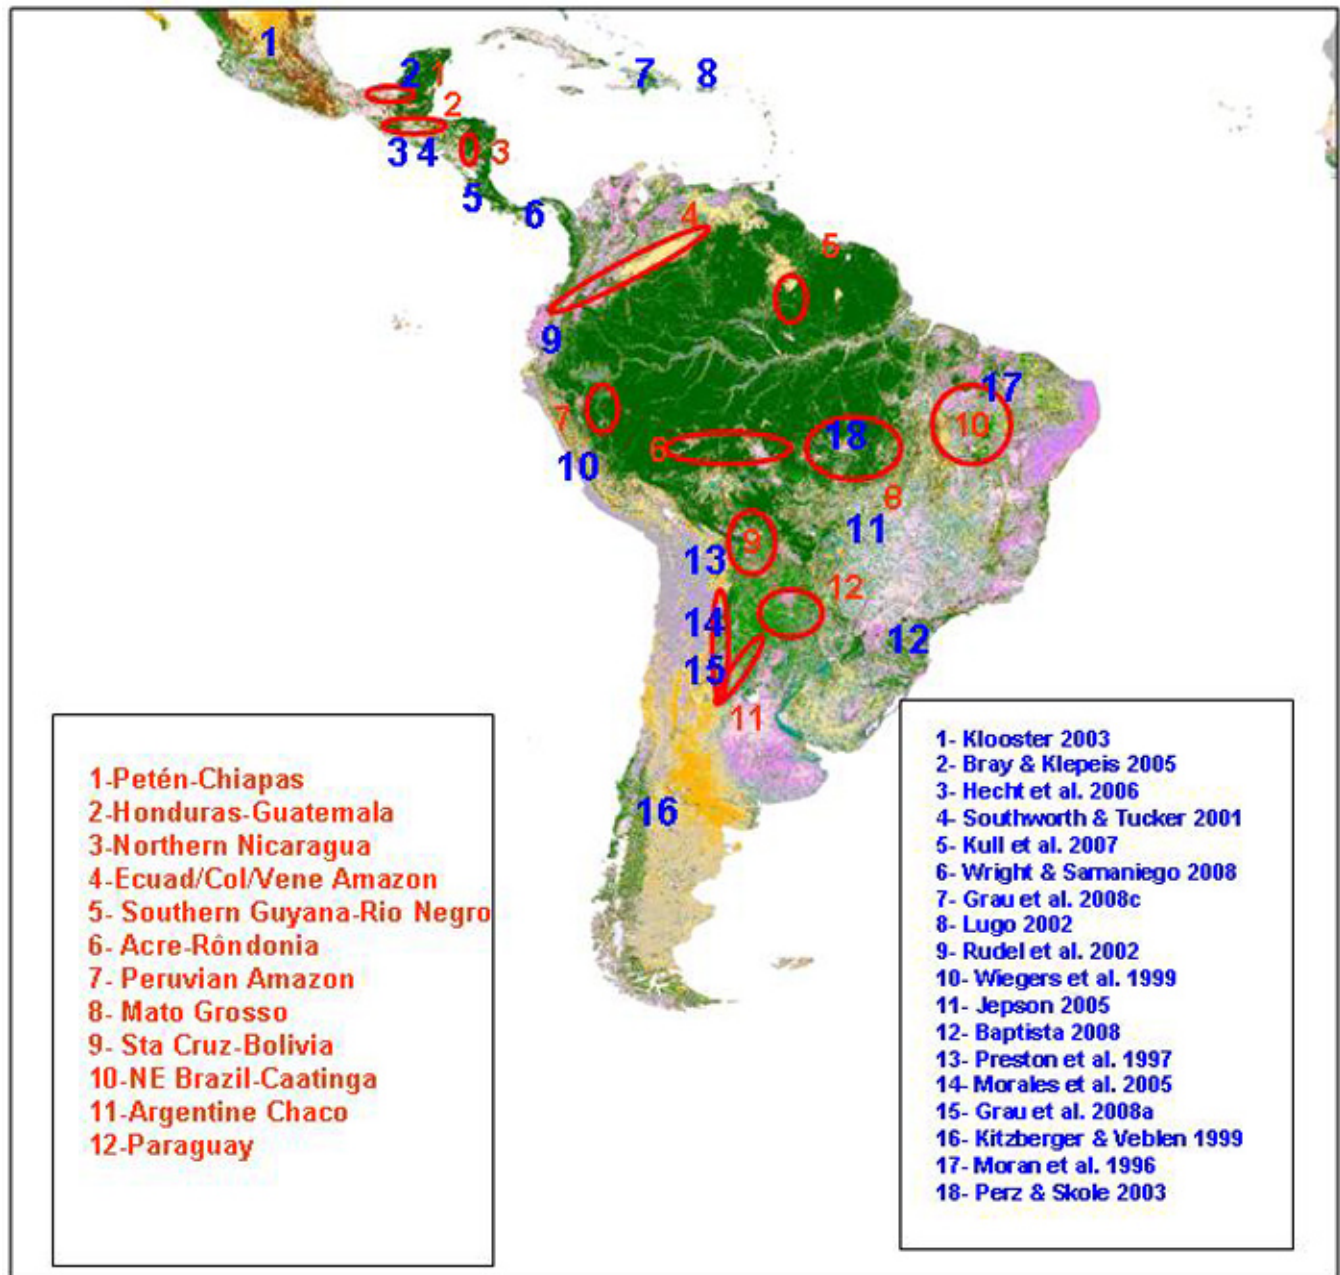 1
2
1
7
8
2
3 4
3
5
6
4
5
9
17
7
10
18
6
10
8
11
9
13
12
14
12
15
11
16
1-Petén-Chiapas
2-Honduras-Guatemala
3-Northern Nicaragua
4-Ecuad/Col/Vene Amazon
5- Southern Guyana-Rio Negro
6- Acre-Rôndonia
7- Peruvian Amazon
8- Mato Grosso
9- Sta Cruz-Bolivia
10-NE Brazil-Caatinga
11-Argentine Chaco
12-Paraguay
1- Klooster 2003
2- Bray & Klepeis 2005
3- Hecht et al. 2006
4- Southworth & Tucker 2001
5- Kull et al. 2007
6- Wright & Samaniego 2008
7- Grau et al. 2008c
8- Lugo 2002
9- Rudel et al. 2002
10- Wiegers et al. 1999
11- Jepson 2005
12- Baptista 2008
13- Preston et al. 1997
14- Morales et al. 2005
15- Grau et al. 2008a
16- Kitzberger & Veblen 1999
17- Moran et al. 1996
18- Perz & Skole 2003